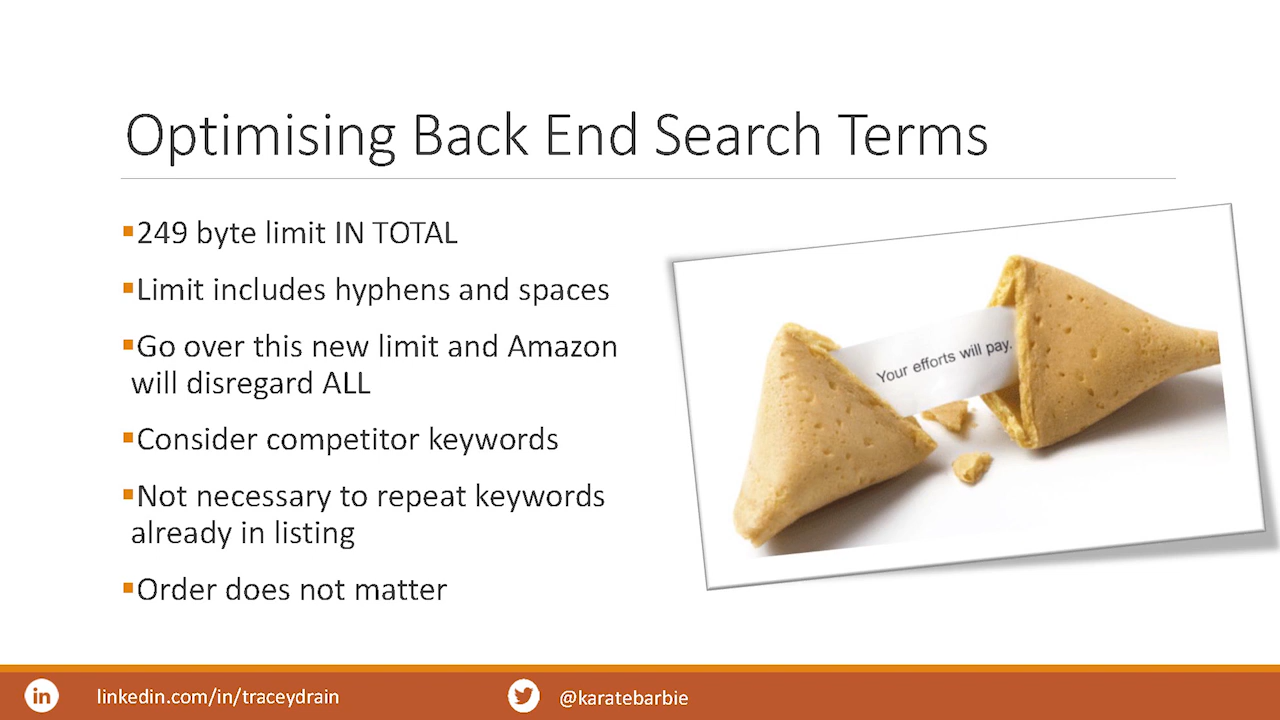 Optimising Back End Search Terms
▪249 byte limit IN TOTAL
▪Limit includes hyphens and spaces
▪Go over this new limit and Amazon
will disregard ALL
▪Consider competitor keywords
▪Not necessary to repeat keywords
already in listing
▪Order does not matter
Your efforts will pay.
in
linkedin.com/in/traceydrain
@karatebarbie